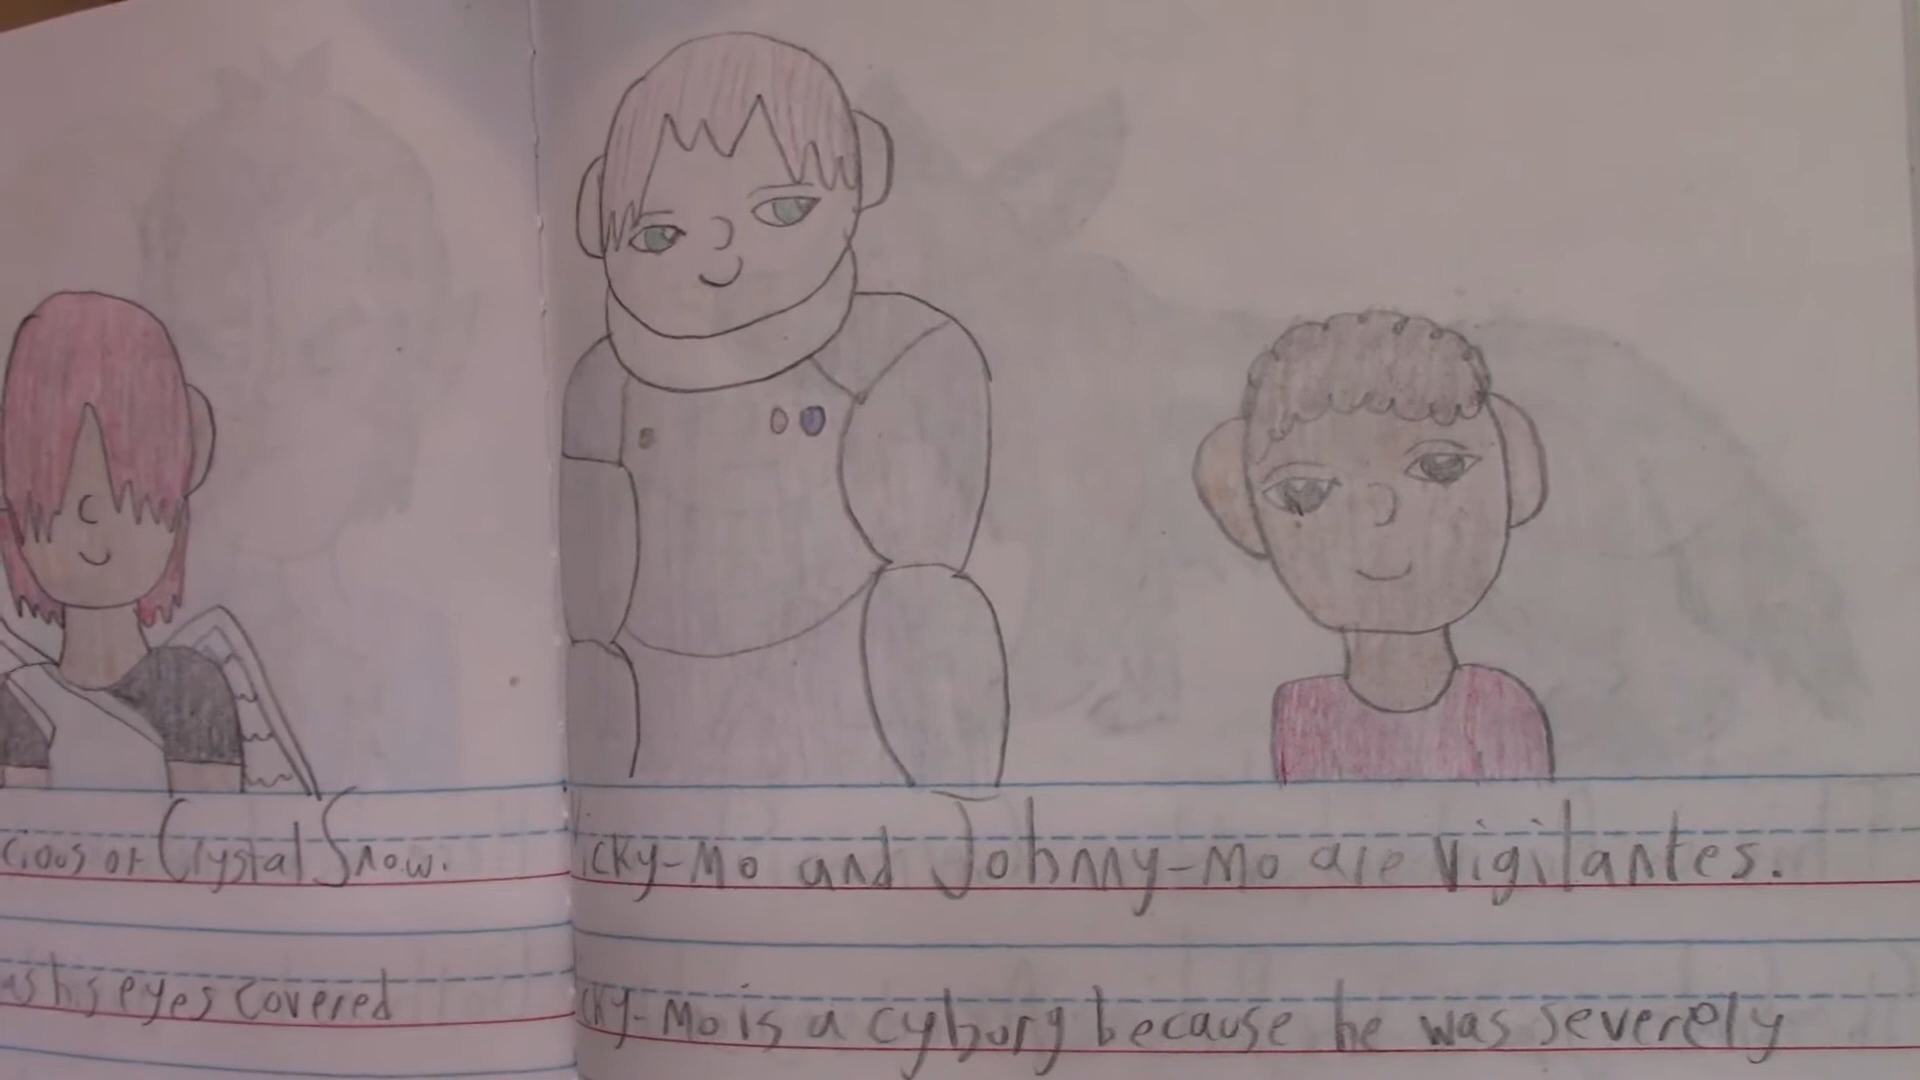 cious of Crystal Snow.
as his eyes covered
icky-Mo and Johnny-Mo are vigilantes.
cky-Mo is a cyborg because he was severely